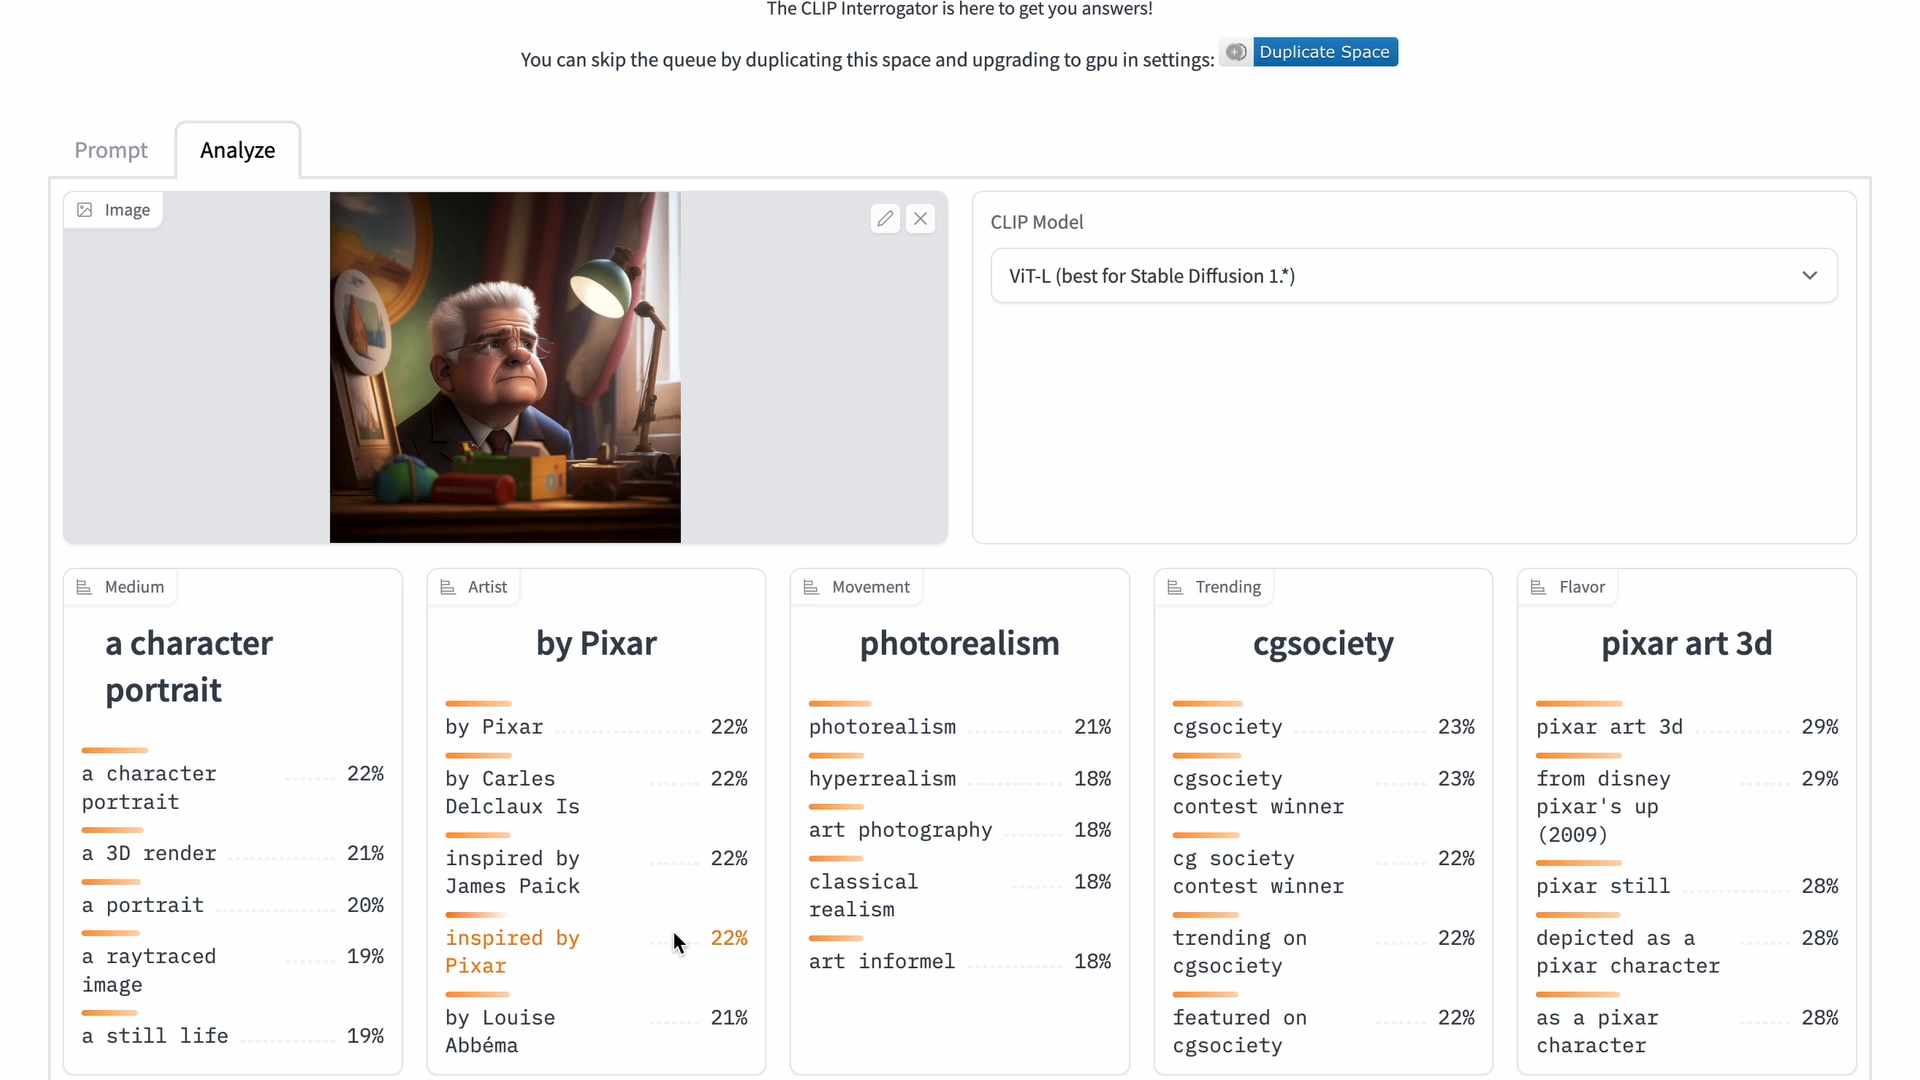 The CLIP Interrogator is here to get you answers!
You can skip the queue by duplicating this space and upgrading to gpu in settings: Duplicate Space
Prompt
Analyze
Image
CLIP Model
ViT-L (best for Stable Diffusion 1.*)
Medium
a character
portrait
a character 22%
portrait
a 3D render 21%
a portrait 20%
a raytraced 19%
image
a still life 19%
Artist
by Pixar
by Pixar 22%
by Carles 22%
Delclaux Is
inspired by 22%
James Paick
inspired by 22%
Pixar
by Louise 21%
Abbéma
Movement
photorealism
photorealism 21%
hyperrealism 18%
art photography 18%
classical 18%
realism
art informel 18%
Trending
cgsociety
cgsociety 23%
cgsociety 23%
contest winner
cg society 22%
contest winner
trending on 22%
cgsociety
featured on 22%
cgsociety
Flavor
pixar art 3d
pixar art 3d 29%
from disney 29%
pixar's up
(2009)
pixar still 28%
depicted as a 28%
pixar character
as a pixar 28%
character